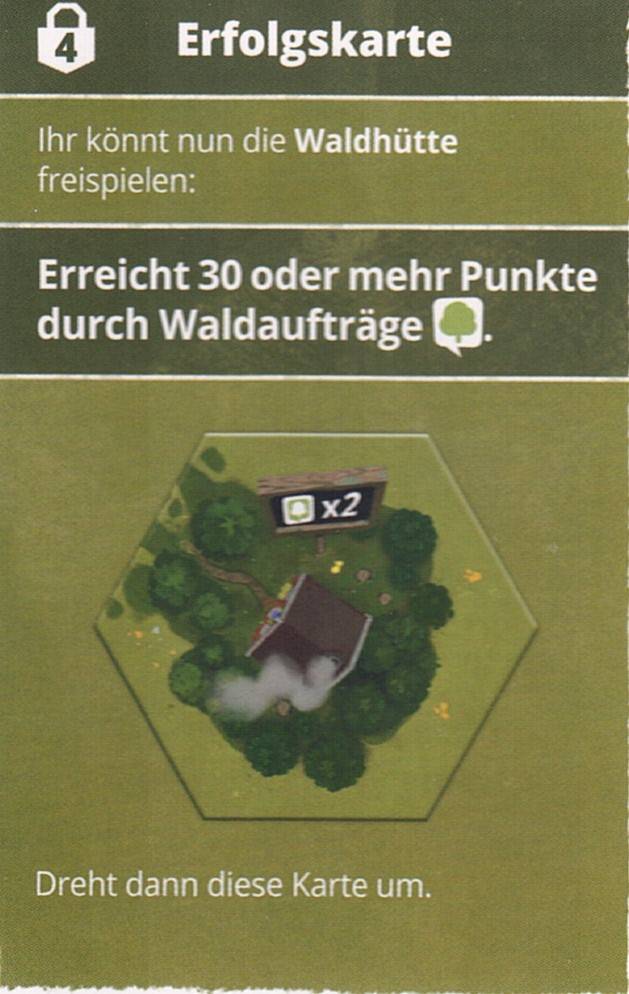 4
Erfolgskarte
Ihr könnt nun die Waldhütte
freispielen:
Erreicht 30 oder mehr Punkte
durch Waldaufträge .
x2
Dreht dann diese Karte um.